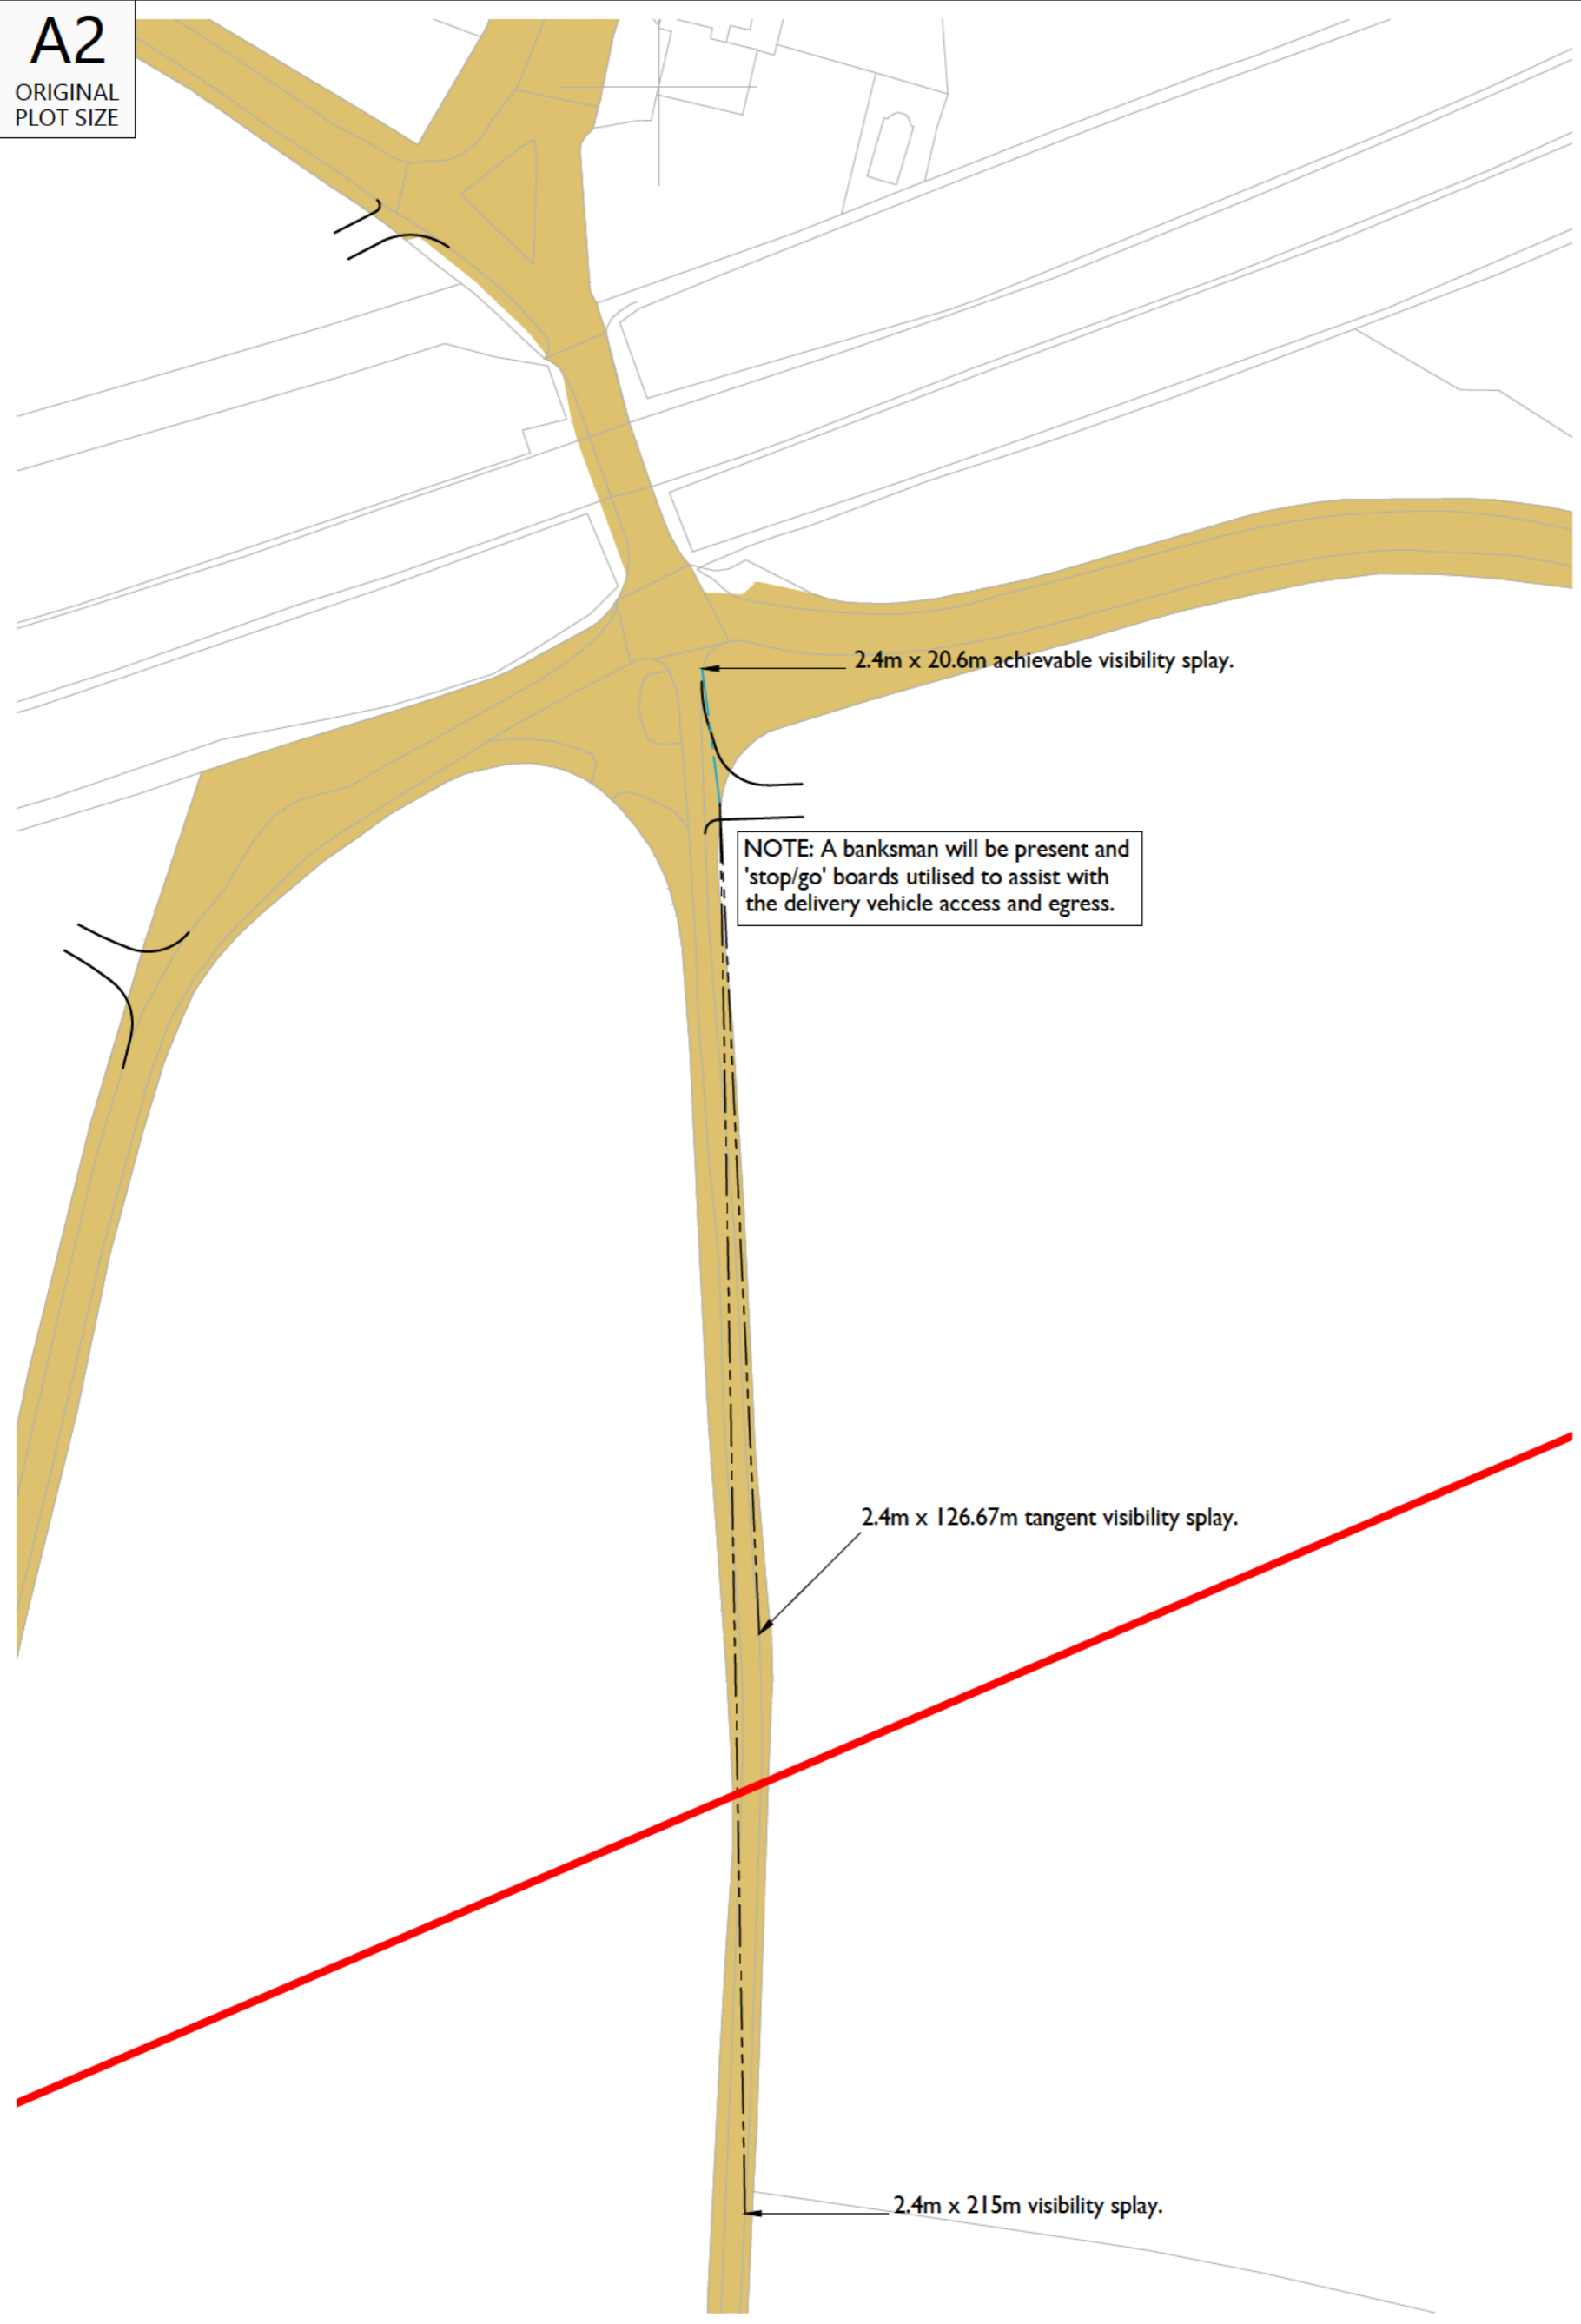 A2
ORIGINAL
PLOT SIZE
2.4m x 20.6m achievable visibility splay.
NOTE: A banksman will be present and
'stop/go' boards utilised to assist with
the delivery vehicle access and egress.
2.4m x 126.67m tangent visibility splay.
2.4m x 215m visibility splay.